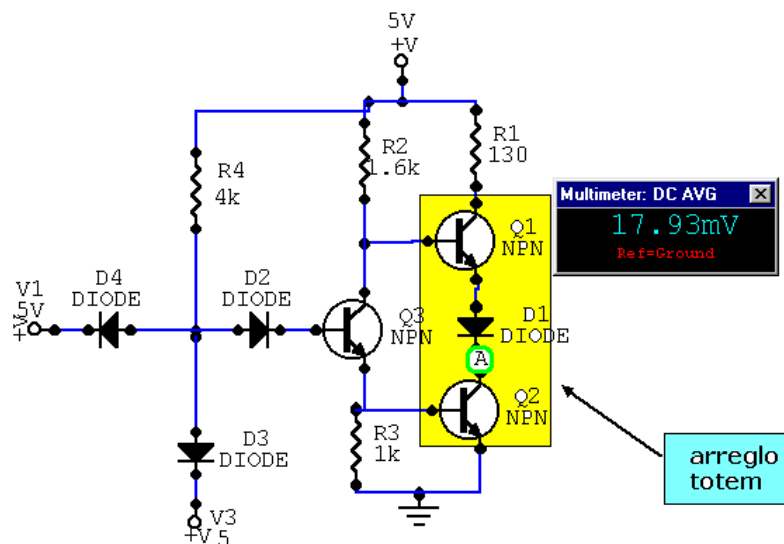 5V
+V
R4
4k
R2
1.6k
R1
130
Multimeter: DC AVG
17.93mV
Ref=Ground
Q1
NPN
V1
5V
+V
D4
DIODE
D2
DIODE
Q3
NPN
D1
DIODE
A
Q2
NPN
D3
DIODE
R3
1k
V3
5
+V
arreglo
totem